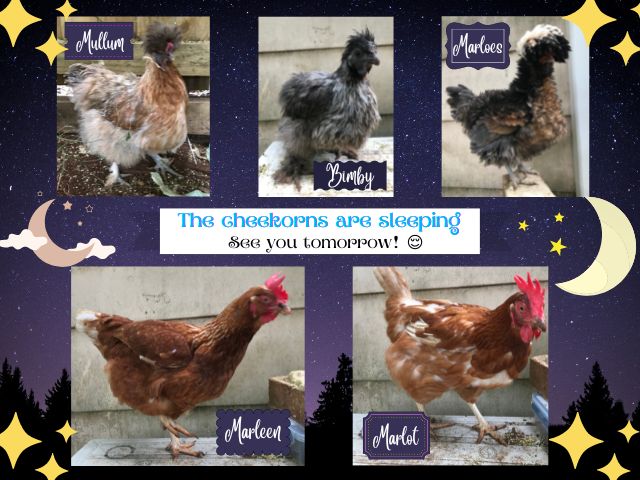 Mullum
Bimby
Marloes
The cheekorns are sleeping
See you tomorrow! 😌
Marleen
Marlot